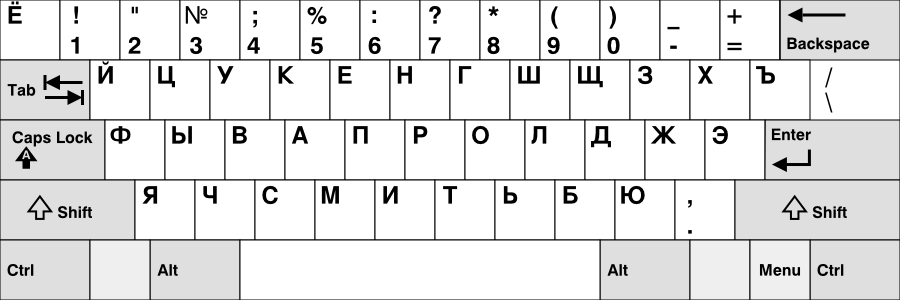 Ё ! " № ; % : ? * ( ) _ +
1 2 3 4 5 6 7 8 9 0 - = Backspace
Tab Й Ц У К Е Н Г Ш Щ З Х Ъ /
\
Caps Lock Ф Ы В А П Р О Л Д Ж Э Enter
A
Shift Я Ч С М И Т Ь Б Ю , Shift
.
Ctrl Alt Alt Menu Ctrl